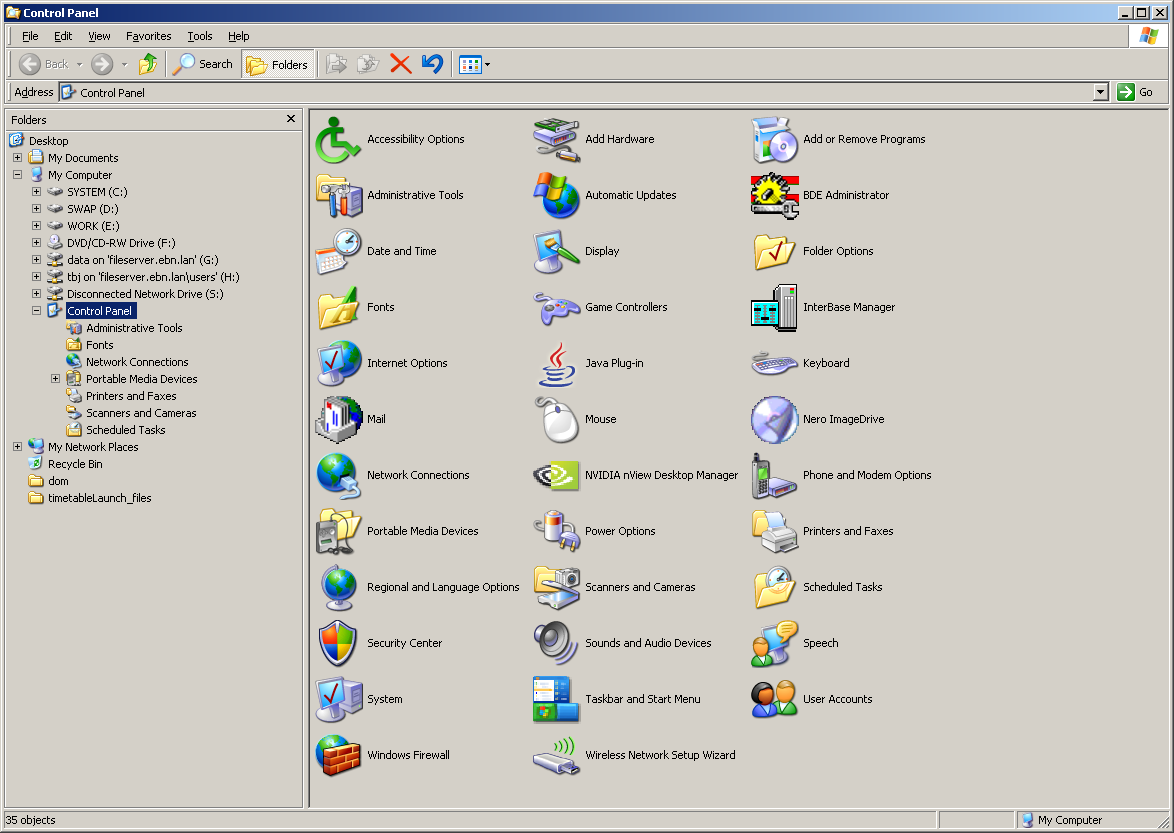 Control Panel
File Edit View Favorites Tools Help
Back Search Folders
Address Control Panel Go
Folders
Desktop
My Documents
My Computer
SYSTEM (C:)
SWAP (D:)
WORK (E:)
DVD/CD-RW Drive (F:)
data on 'fileserver.ebn.lan' (G:)
tbj on 'fileserver.ebn.lan\users' (H:)
Disconnected Network Drive (S:)
Control Panel
Administrative Tools
Fonts
Network Connections
Portable Media Devices
Printers and Faxes
Scanners and Cameras
Scheduled Tasks
My Network Places
Recycle Bin
dom
timetableLaunch_files
Accessibility Options Add Hardware Add or Remove Programs
Administrative Tools Automatic Updates BDE Administrator
Date and Time Display Folder Options
Fonts Game Controllers InterBase Manager
Internet Options Java Plug-in Keyboard
Mail Mouse Nero ImageDrive
Network Connections NVIDIA nView Desktop Manager Phone and Modem Options
Portable Media Devices Power Options Printers and Faxes
Regional and Language Options Scanners and Cameras Scheduled Tasks
Security Center Sounds and Audio Devices Speech
System Taskbar and Start Menu User Accounts
Windows Firewall Wireless Network Setup Wizard
35 objects My Computer